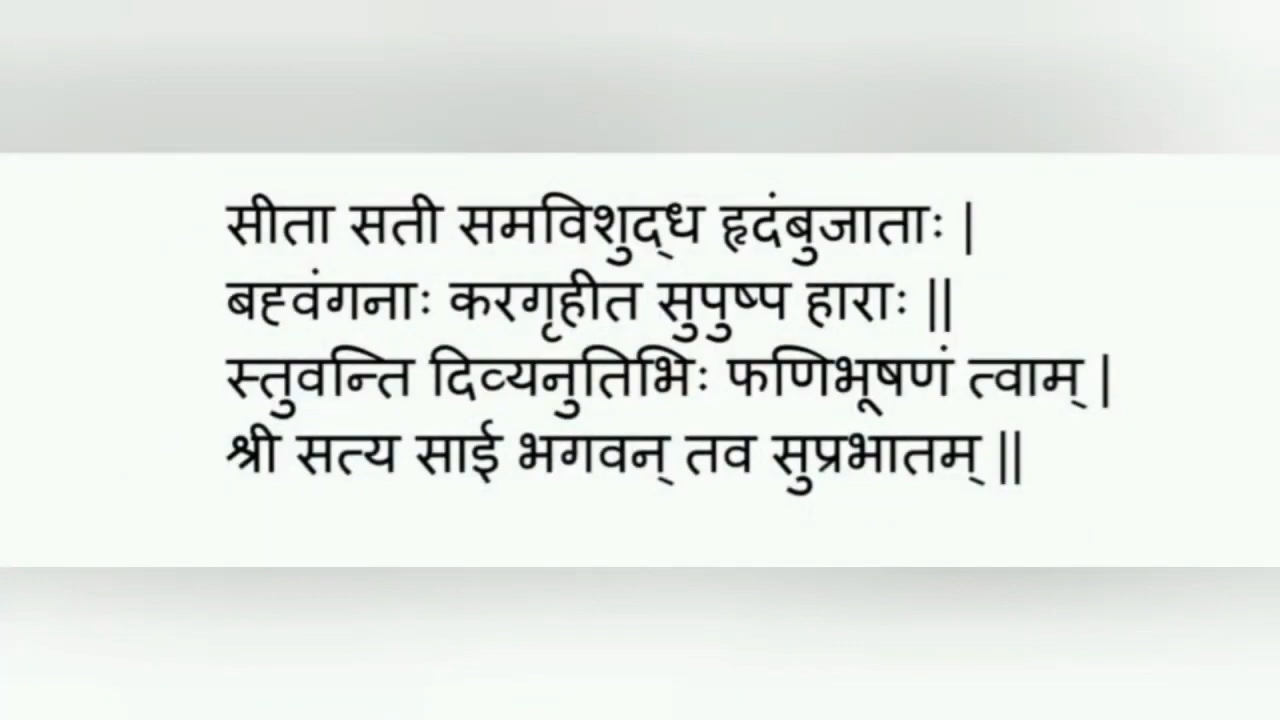 सीता सती समविशुद्ध हृदंबुजाताः |
बह्वंगनाः करगृहीत सुपुष्प हाराः ||
स्तुवन्ति दिव्यनुतिभिः फणिभूषणं त्वाम् |
श्री सत्य साई भगवन् तव सुप्रभातम् ||